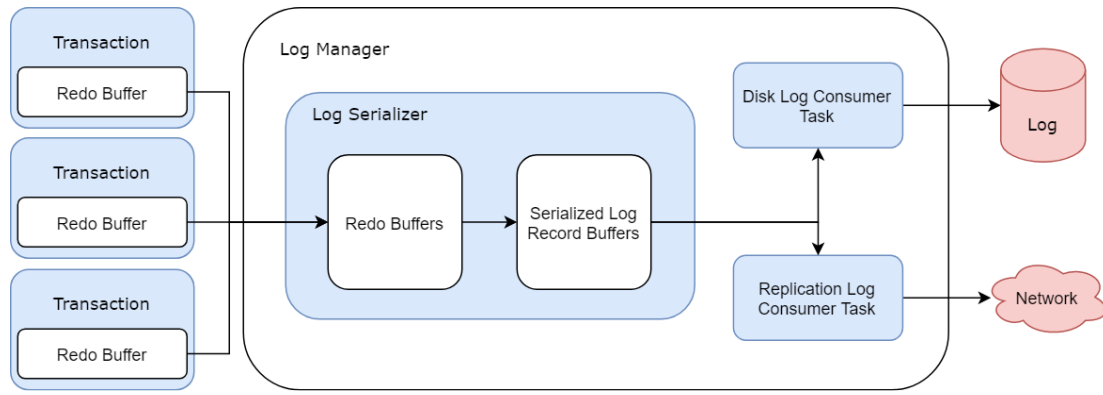 Transaction
Redo Buffer
Transaction
Redo Buffer
Transaction
Redo Buffer
Log Manager
Log Serializer
Redo Buffers
Serialized Log
Record Buffers
Disk Log Consumer
Task
Replication Log
Consumer Task
Log
Network